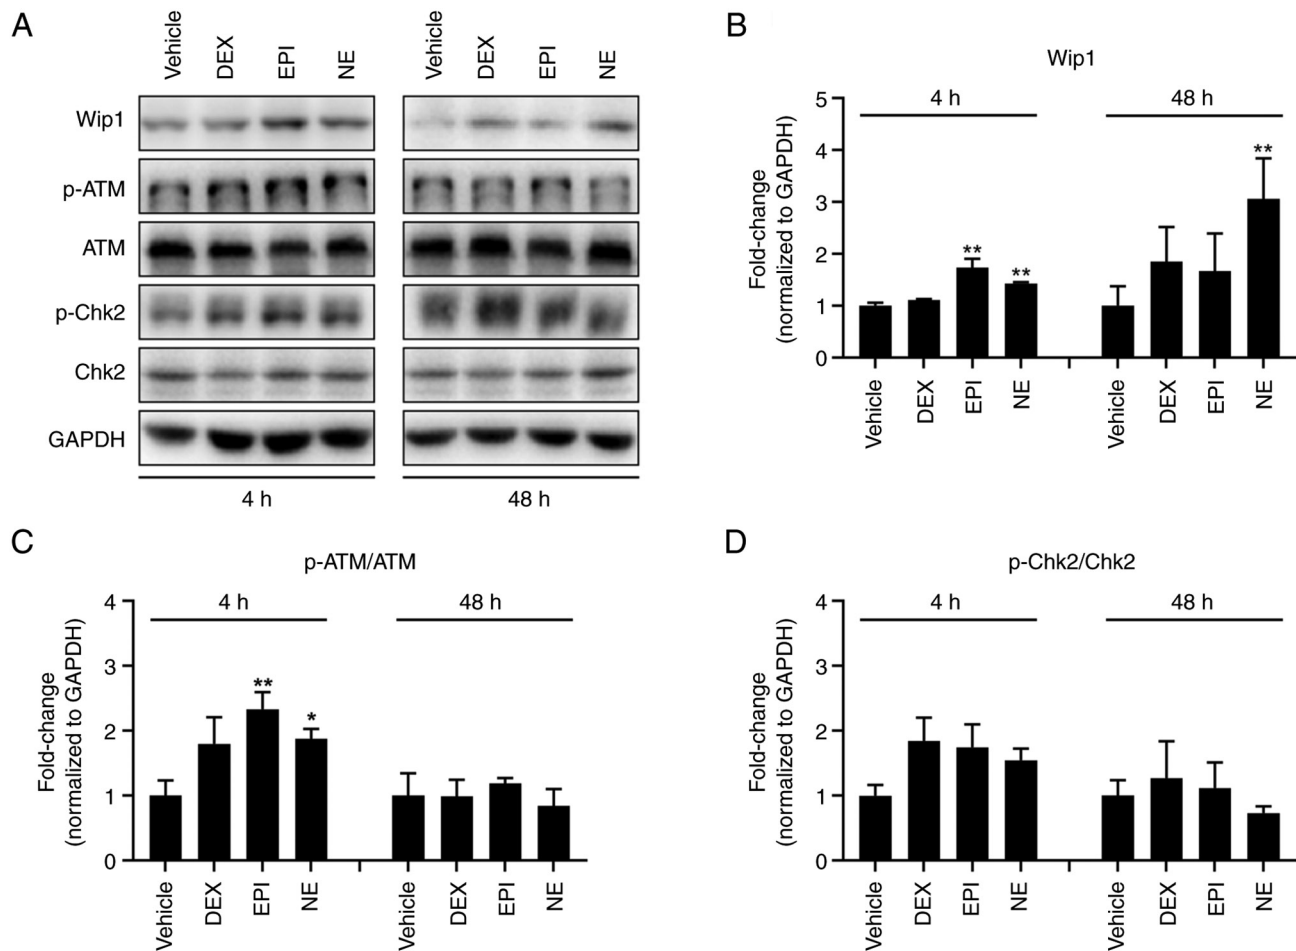 A
Vehicle DEX EPI NE Vehicle DEX EPI NE
Wip1
p-ATM
ATM
p-Chk2
Chk2
GAPDH
4 h 48 h
B
Wip1
4 h 48 h
Fold-change
(normalized to GAPDH)
5
4
3
2
1
0
** ** **
Vehicle DEX EPI NE Vehicle DEX EPI NE
C
p-ATM/ATM
4 h 48 h
Fold-change
(normalized to GAPDH)
4
3
2
1
0
** *
Vehicle DEX EPI NE Vehicle DEX EPI NE
D
p-Chk2/Chk2
4 h 48 h
Fold-change
(normalized to GAPDH)
4
3
2
1
0
Vehicle DEX EPI NE Vehicle DEX EPI NE